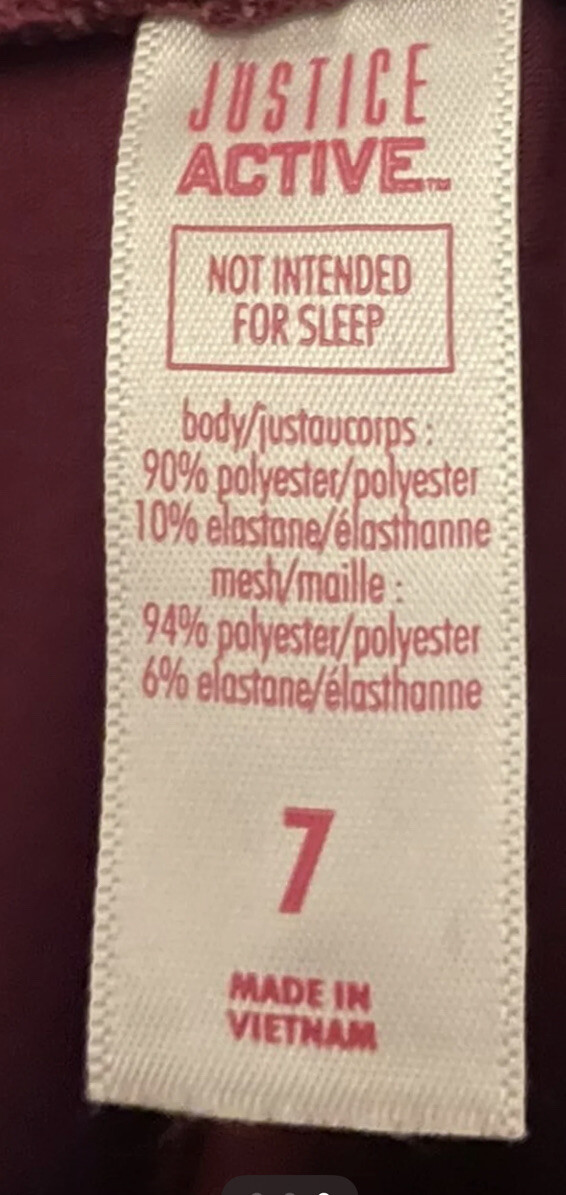 JUSTICE
ACTIVE™
NOT INTENDED
FOR SLEEP
body/justaucorps :
90% polyester/polyester
10% elastane/élasthanne
mesh/maille :
94% polyester/polyester
6% elastane/élasthanne
7
MADE IN
VIETNAM